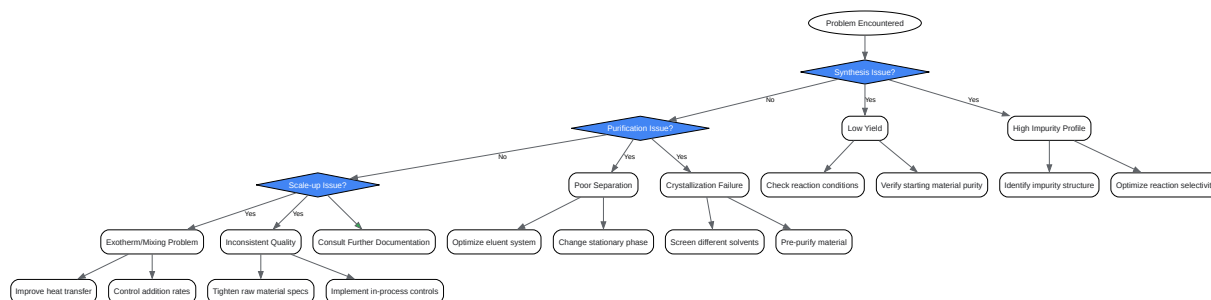 Problem Encountered
Synthesis Issue?
No
Yes
Yes
Purification Issue?
Low Yield
High Impurity Profile
No
Yes
Yes
Scale-up Issue?
Poor Separation
Crystallization Failure
Check reaction conditions
Verify starting material purity
Identify impurity structure
Optimize reaction selectivit
Yes
Yes
Exotherm/Mixing Problem
Inconsistent Quality
Consult Further Documentation
Optimize eluent system
Change stationary phase
Screen different solvents
Pre-purify material
Improve heat transfer
Control addition rates
Tighten raw material specs
Implement in-process controls